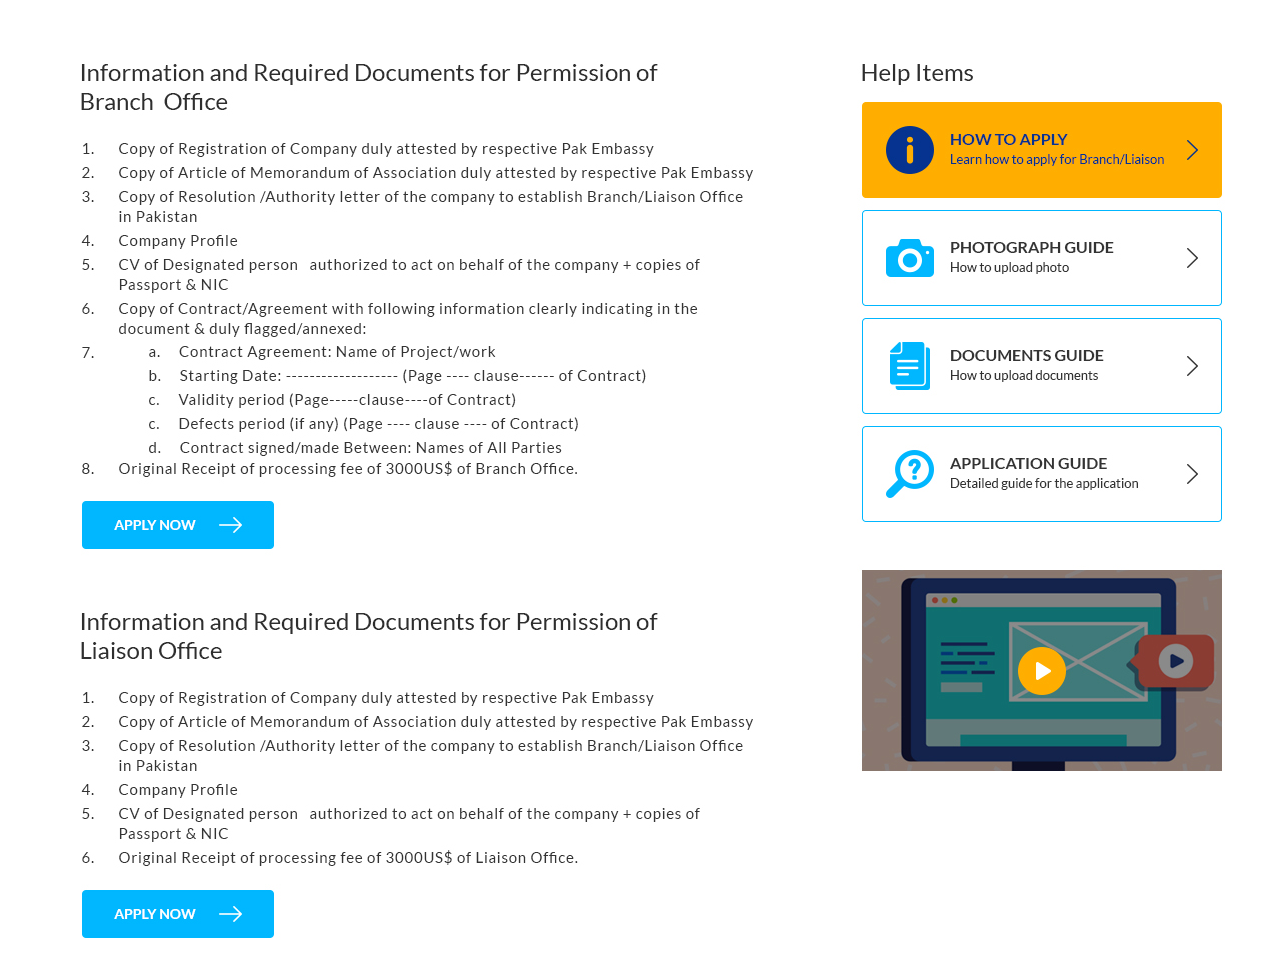 Information and Required Documents for Permission of
Branch  Office
1. Copy of Registration of Company duly attested by respective Pak Embassy
2. Copy of Article of Memorandum of Association duly attested by respective Pak Embassy
3. Copy of Resolution /Authority letter of the company to establish Branch/Liaison Office
in Pakistan
4. Company Profile
5. CV of Designated person   authorized to act on behalf of the company + copies of
Passport & NIC
6. Copy of Contract/Agreement with following information clearly indicating in the
document & duly flagged/annexed:
7. a. Contract Agreement: Name of Project/work
b. Starting Date: ------------------- (Page ---- clause------ of Contract)
c. Validity period (Page-----clause----of Contract)
c. Defects period (if any) (Page ---- clause ---- of Contract)
d. Contract signed/made Between: Names of All Parties
8. Original Receipt of processing fee of 3000US$ of Branch Office.
APPLY NOW
Information and Required Documents for Permission of
Liaison Office
1. Copy of Registration of Company duly attested by respective Pak Embassy
2. Copy of Article of Memorandum of Association duly attested by respective Pak Embassy
3. Copy of Resolution /Authority letter of the company to establish Branch/Liaison Office
in Pakistan
4. Company Profile
5. CV of Designated person   authorized to act on behalf of the company + copies of
Passport & NIC
6. Original Receipt of processing fee of 3000US$ of Liaison Office.
APPLY NOW
Help Items
HOW TO APPLY
Learn how to apply for Branch/Liaison
PHOTOGRAPH GUIDE
How to upload photo
DOCUMENTS GUIDE
How to upload documents
APPLICATION GUIDE
Detailed guide for the application